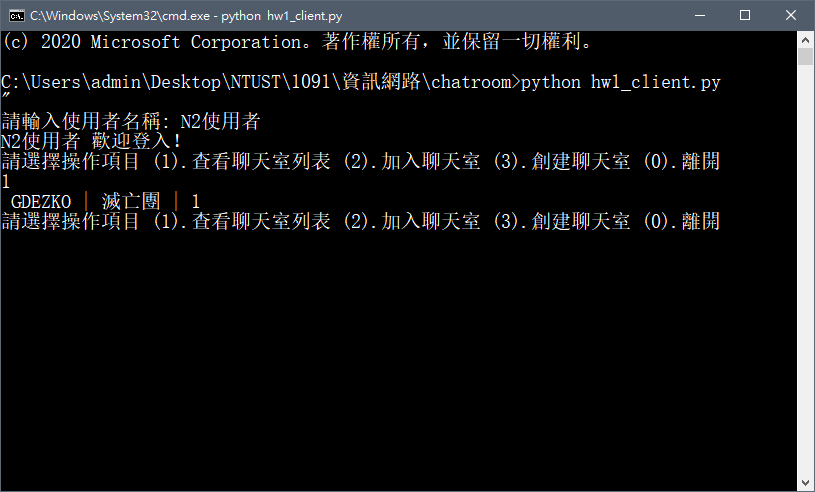 C:\Windows\System32\cmd.exe - python hw1_client.py
(c) 2020 Microsoft Corporation。著作權所有，並保留一切權利。
C:\Users\admin\Desktop\NTUST\1091\資訊網路\chatroom>python hw1_client.py
"
請輸入使用者名稱: N2使用者
N2使用者 歡迎登入!
請選擇操作項目 (1).查看聊天室列表 (2).加入聊天室 (3).創建聊天室 (0).離開
1
GDEZKO | 滅亡團 | 1
請選擇操作項目 (1).查看聊天室列表 (2).加入聊天室 (3).創建聊天室 (0).離開